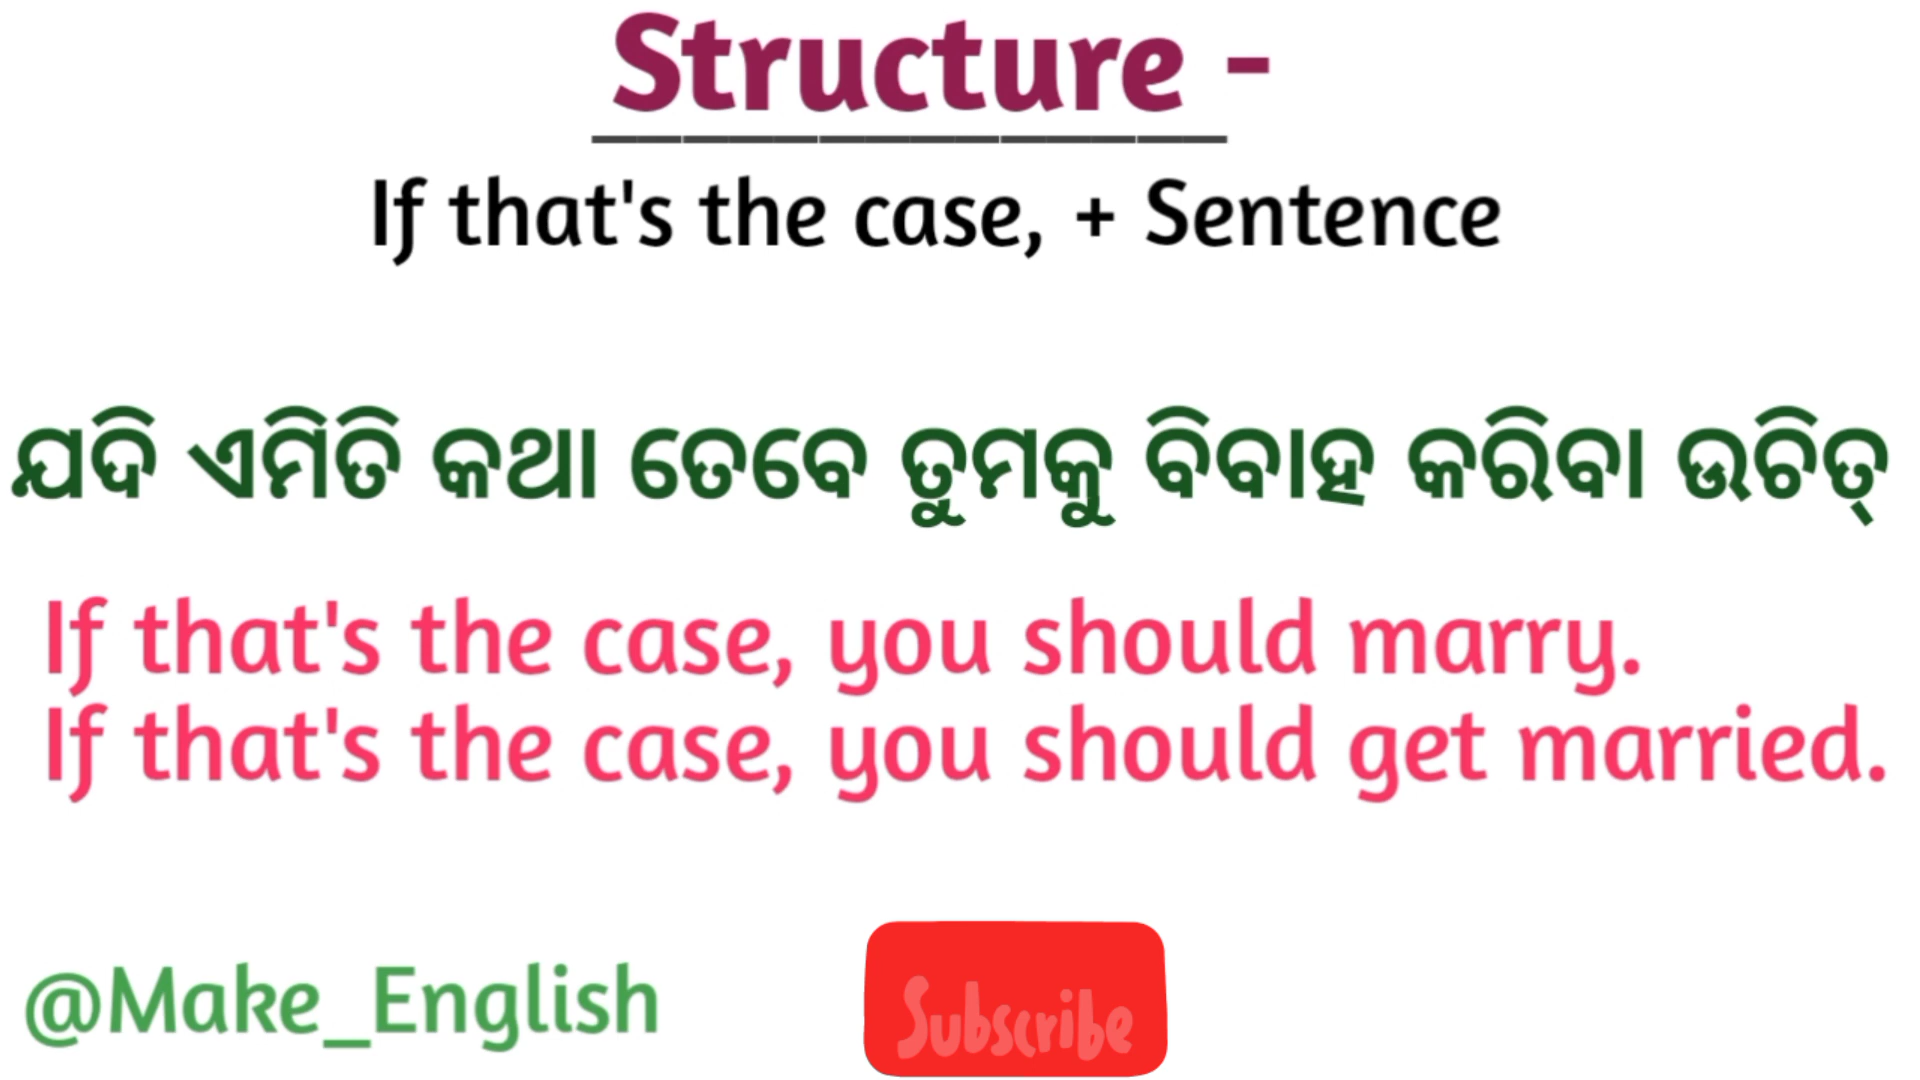 Structure -
If that's the case, + Sentence
ଯଦି ଏମିତି କଥା ତେବେ ତୁମକୁ ବିବାହ କରିବା ଉଚିତ୍
If that's the case, you should marry.
If that's the case, you should get married.
@Make_English
Subscribe